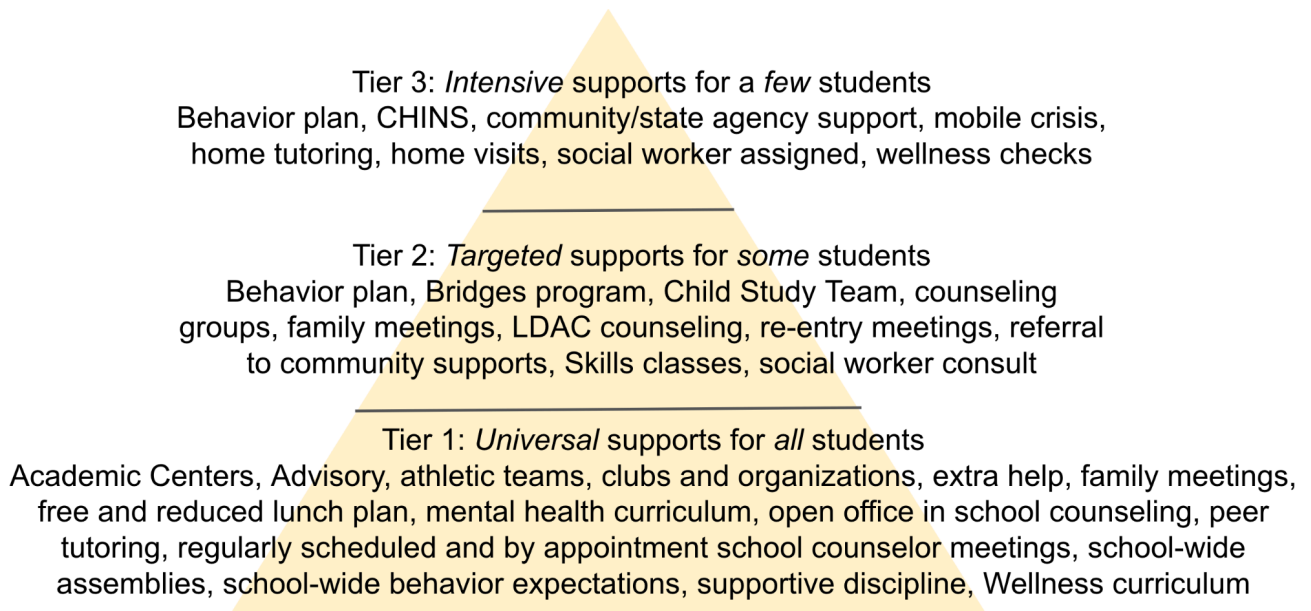 Tier 3: Intensive supports for a few students
Behavior plan, CHINS, community/state agency support, mobile crisis,
home tutoring, home visits, social worker assigned, wellness checks
Tier 2: Targeted supports for some students
Behavior plan, Bridges program, Child Study Team, counseling
groups, family meetings, LDAC counseling, re-entry meetings, referral
to community supports, Skills classes, social worker consult
Tier 1: Universal supports for all students
Academic Centers, Advisory, athletic teams, clubs and organizations, extra help, family meetings,
free and reduced lunch plan, mental health curriculum, open office in school counseling, peer
tutoring, regularly scheduled and by appointment school counselor meetings, school-wide
assemblies, school-wide behavior expectations, supportive discipline, Wellness curriculum